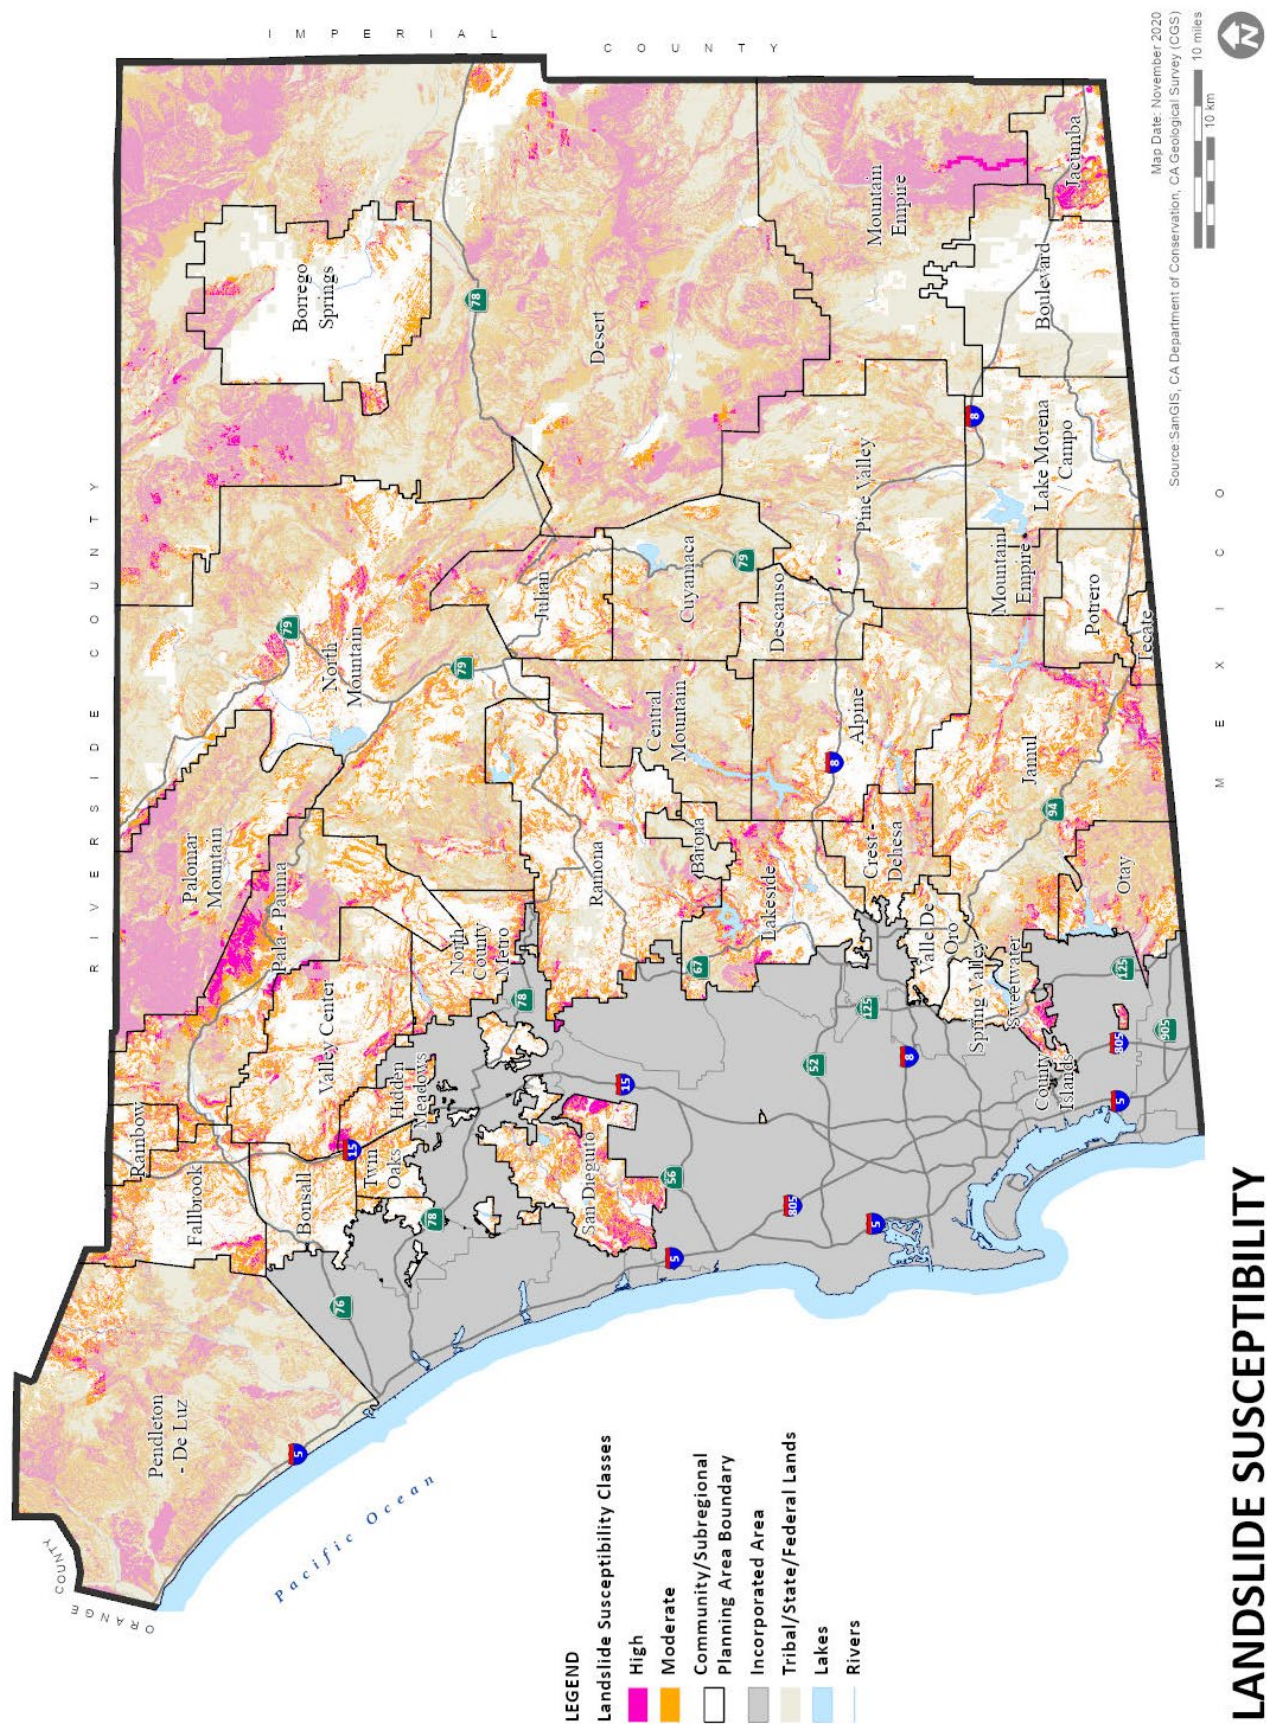 LANDSLIDE SUSCEPTIBILITY
LEGEND
Landslide Susceptibility Classes
High
Moderate
Community/Subregional
Planning Area Boundary
Incorporated Area
Tribal/State/Federal Lands
Lakes
Rivers
ORANGE
COUNTY
RIVERSIDE COUNTY
IMPERIAL COUNTY
MEXICO
Pacific Ocean
Pendleton
- De Luz
Fallbrook
Rainbow
Bonsall
Twin
Oaks
Hidden
Meadows
Valley Center
Pala - Pauma
Palomar
Mountain
North
Mountain
North
County
Metro
Borrego
Springs
Desert
Julian
Cuyamaca
Descanso
Central
Mountain
Ramona
Barona
Lakeside
San Dieguito
Alpine
Crest -
Dehesa
Valle De
Oro
Spring Valley
Sweetwater
County
Islands
Otay
Jamul
Pine Valley
Mountain
Empire
Potrero
Tecate
Lake Morena
/ Campo
Boulevard
Mountain
Empire
Jacumba
5
76
78
15
78
79
79
78
79
67
56
15
5
805
5
52
8
125
8
8
94
125
805
905
5
Map Date: November 2020
Source:SanGIS, CA Department of Conservation, CA Geological Survey (CGS)
10 miles
10 km
N